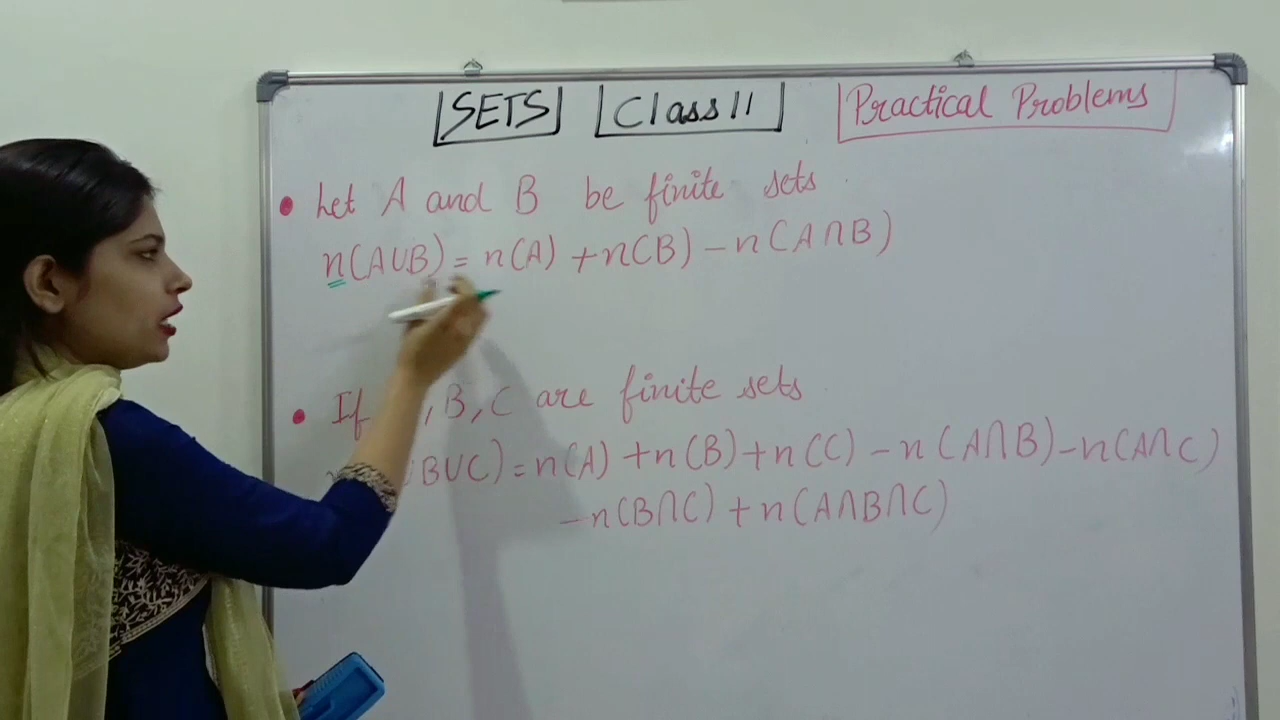 SETS Class 11 Practical Problems
• Let A and B be finite sets
n(A∪B) = n(A) + n(B) – n(A∩B)
• If , B, C are finite sets
B∪C) = n(A) + n(B) + n(C) – n(A∩B) – n(A∩C)
– n(B∩C) + n(A∩B∩C)